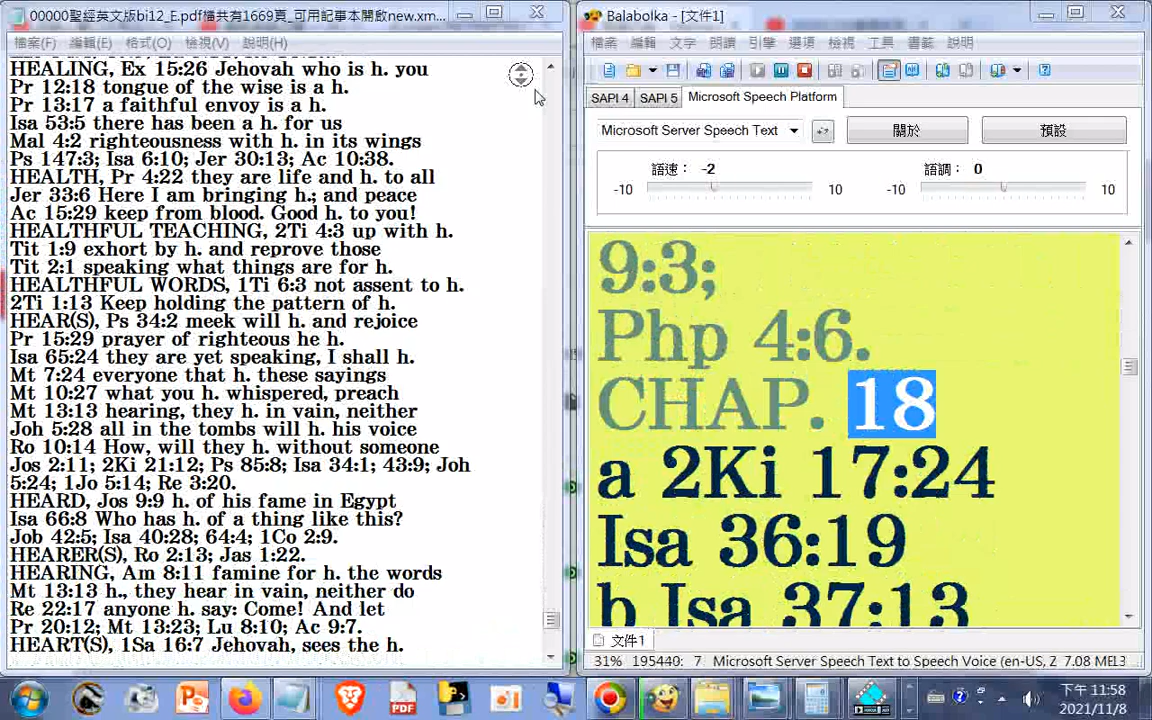 00000聖經英文版bi12_E.pdf檔共有1669頁_可用記事本開啟new.xm...
檔案(F) 編輯(E) 格式(O) 檢視(V) 說明(H)
HEALING, Ex 15:26 Jehovah who is h. you
Pr 12:18 tongue of the wise is a h.
Pr 13:17 a faithful envoy is a h.
Isa 53:5 there has been a h. for us
Mal 4:2 righteousness with h. in its wings
Ps 147:3; Isa 6:10; Jer 30:13; Ac 10:38.
HEALTH, Pr 4:22 they are life and h. to all
Jer 33:6 Here I am bringing h.; and peace
Ac 15:29 keep from blood. Good h. to you!
HEALTHFUL TEACHING, 2Ti 4:3 up with h.
Tit 1:9 exhort by h. and reprove those
Tit 2:1 speaking what things are for h.
HEALTHFUL WORDS, 1Ti 6:3 not assent to h.
2Ti 1:13 Keep holding the pattern of h.
HEAR(S), Ps 34:2 meek will h. and rejoice
Pr 15:29 prayer of righteous he h.
Isa 65:24 they are yet speaking, I shall h.
Mt 7:24 everyone that h. these sayings
Mt 10:27 what you h. whispered, preach
Mt 13:13 hearing, they h. in vain, neither
Joh 5:28 all in the tombs will h. his voice
Ro 10:14 How, will they h. without someone
Jos 2:11; 2Ki 21:12; Ps 85:8; Isa 34:1; 43:9; Joh
5:24; 1Jo 5:14; Re 3:20.
HEARD, Jos 9:9 h. of his fame in Egypt
Isa 66:8 Who has h. of a thing like this?
Job 42:5; Isa 40:28; 64:4; 1Co 2:9.
HEARER(S), Ro 2:13; Jas 1:22.
HEARING, Am 8:11 famine for h. the words
Mt 13:13 h., they hear in vain, neither do
Re 22:17 anyone h. say: Come! And let
Pr 20:12; Mt 13:23; Lu 8:10; Ac 9:7.
HEART(S), 1Sa 16:7 Jehovah, sees the h.
Balabolka - [文件1]
檔案 編輯 文字 朗讀 引擎 選項 檢視 工具 書籤 說明
SAPI 4 SAPI 5 Microsoft Speech Platform
Microsoft Server Speech Text 關於 預設
語速: -2 語調: 0
-10 10 -10 10
9:3;
Php 4:6.
CHAP. 18
a 2Ki 17:24
Isa 36:19
b Isa 37:13
文件1
31% 195440: 7 Microsoft Server Speech Text to Speech Voice (en-US, Z 7.08 ME
PDF
下午 11:58
2021/11/8